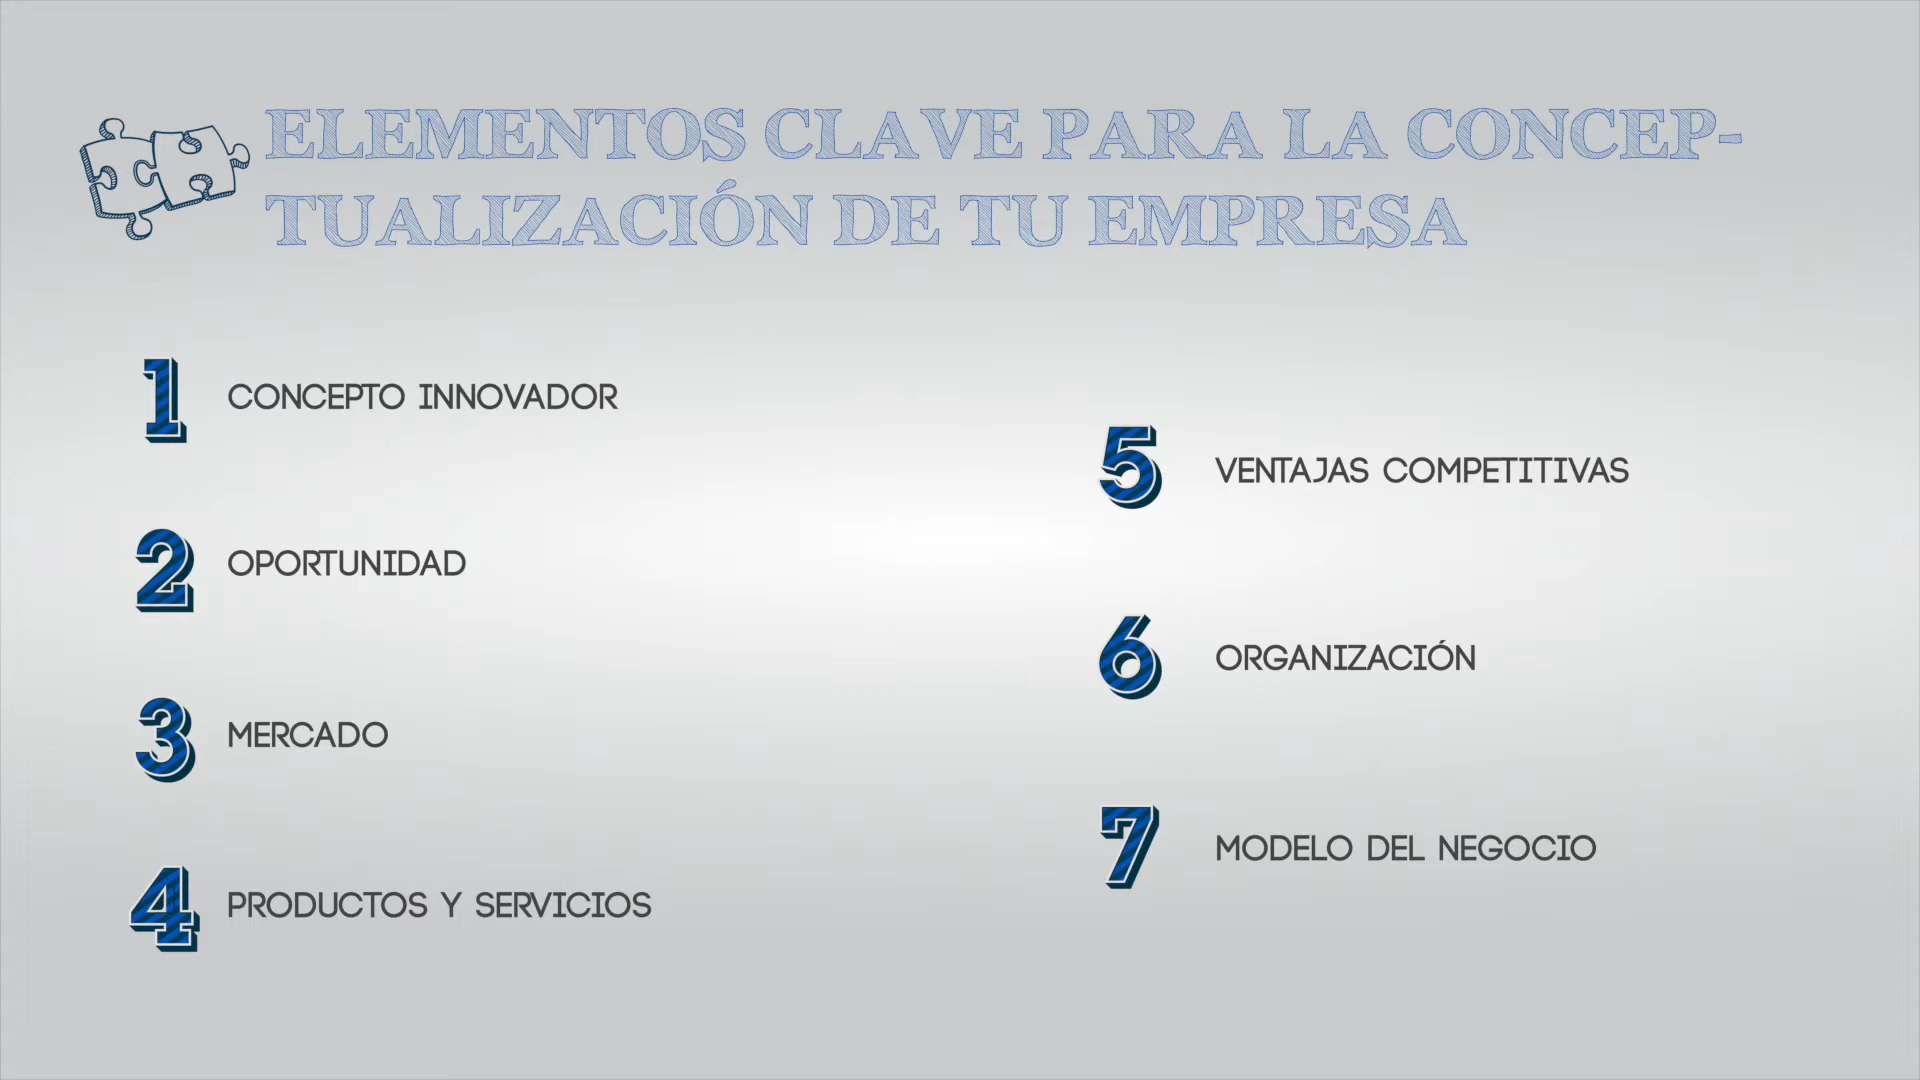 ELEMENTOS CLAVE PARA LA CONCEP-
TUALIZACIÓN DE TU EMPRESA
1 CONCEPTO INNOVADOR
2 OPORTUNIDAD
3 MERCADO
4 PRODUCTOS Y SERVICIOS
5 VENTAJAS COMPETITIVAS
6 ORGANIZACIÓN
7 MODELO DEL NEGOCIO